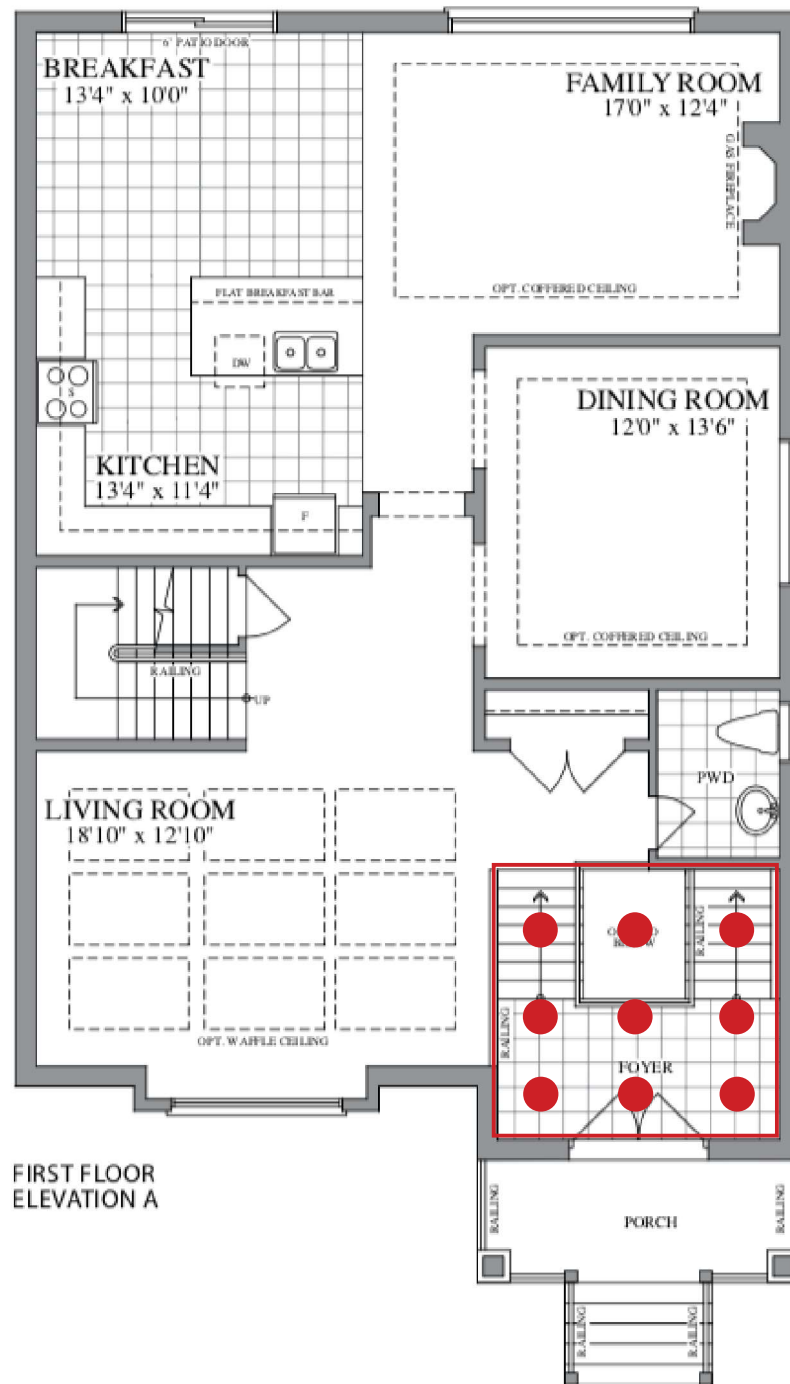 6' PATIO DOOR
BREAKFAST
13'4" x 10'0"
FAMILY ROOM
17'0" x 12'4"
GAS FIREPLACE
FLAT BREAKFAST BAR
OPT. COFFERED CEILING
DW
S
DINING ROOM
12'0" x 13'6"
KITCHEN
13'4" x 11'4"
F
OPT. COFFERED CEILING
RAILING
UP
PWD
LIVING ROOM
18'10" x 12'10"
RAILING
RAILING
OPT. WAFFLE CEILING
FOYER
FIRST FLOOR
ELEVATION A
RAILING
PORCH
RAILING
RAILING
RAILING